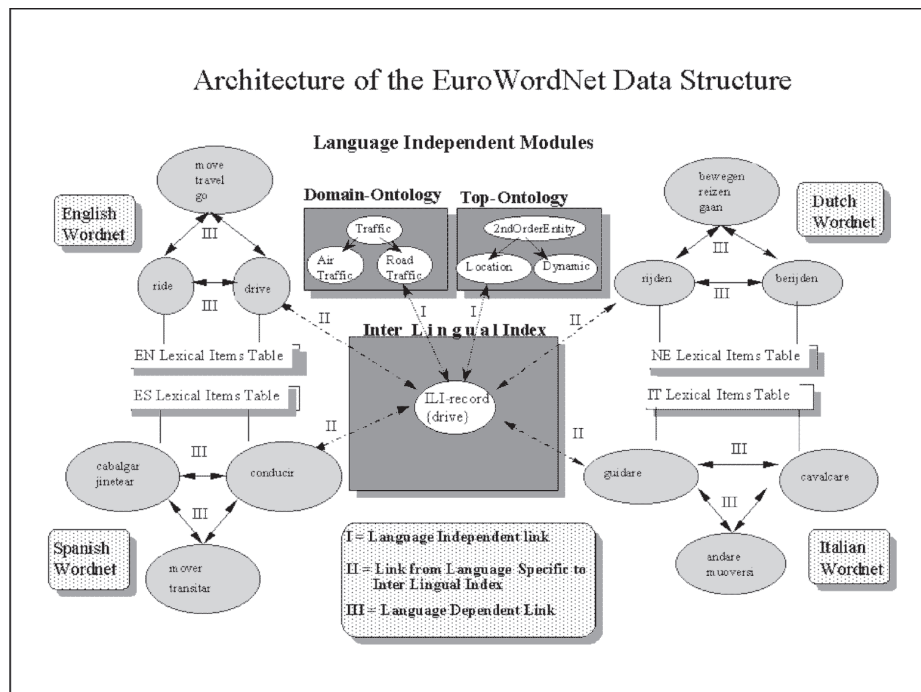 Architecture of the EuroWordNet Data Structure
Language Independent Modules
move
travel
go
English
Wordnet
III
ride
drive
III
Domain-Ontology
Traffic
Air
Traffic
Road
Traffic
Top-Ontology
2ndOrderEntity
Location
Dynamic
bewegen
reizen
gaan
Dutch
Wordnet
III
rijden
berijden
III
II
I
I
II
Inter Lingual Index
EN Lexical Items Table
NE Lexical Items Table
ES Lexical Items Table
IT Lexical Items Table
ILI-record
(drive)
II
II
cabalgar
jinetear
III
conducir
III
Spanish
Wordnet
mover
transitar
guidare
III
cavalcare
III
andare
muoversi
Italian
Wordnet
I = Language Independent link
II = Link from Language Specific to
Inter Lingual Index
III = Language Dependent Link